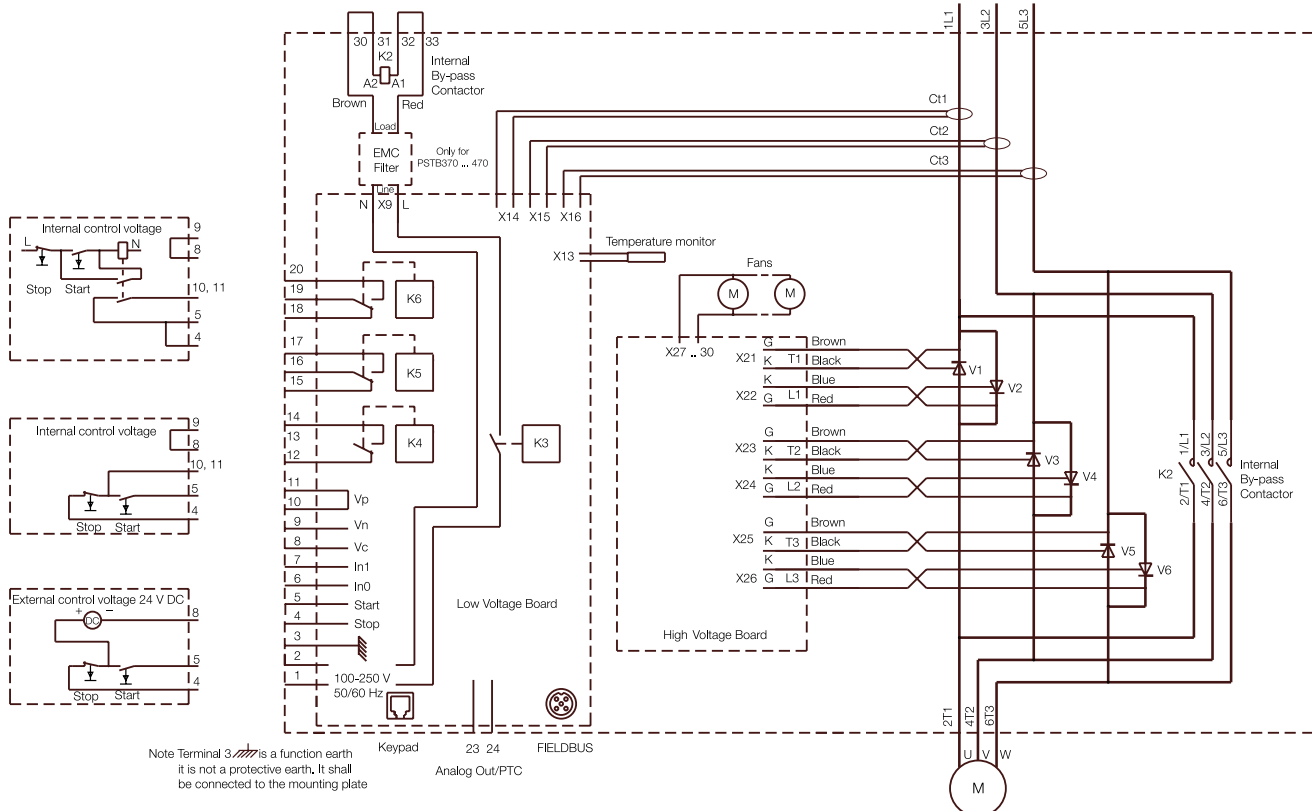 1L1
3L2
5L3
30 31 32 33
K2
A2 A1
Internal
By-pass
Contactor
Brown Red
Load
EMC
Filter
Only for
PSTB370 ... 470
Line
N X9 L
Ct1
Ct2
Ct3
X14 X15 X16
X13
Temperature monitor
Fans
M M
X27 .. 30
Internal control voltage
L N
Stop Start
9
8
10, 11
5
4
Internal control voltage
9
8
10, 11
5
4
Stop Start
External control voltage 24 V DC
+ −
DC
8
5
4
Stop Start
20
19
18
K6
17
16
15
K5
14
13
12
K4
K3
11
10
Vp
9
Vn
8
Vc
7
In1
6
In0
5
Start
4
Stop
3
2
1
100-250 V
50/60 Hz
Low Voltage Board
Keypad
23 24
Analog Out/PTC
FIELDBUS
X21
G Brown
K T1 Black
X22
K Blue
G L1 Red
X23
G Brown
K T2 Black
X24
K Blue
G L2 Red
X25
G Brown
K T3 Black
X26
K Blue
G L3 Red
High Voltage Board
V1
V2
V3
V4
V5
V6
K2
1/L1
3/L2
5/L3
2/T1
4/T2
6/T3
Internal
By-pass
Contactor
2T1
4T2
6T3
U V W
M
Note Terminal 3 is a function earth
it is not a protective earth. It shall
be connected to the mounting plate